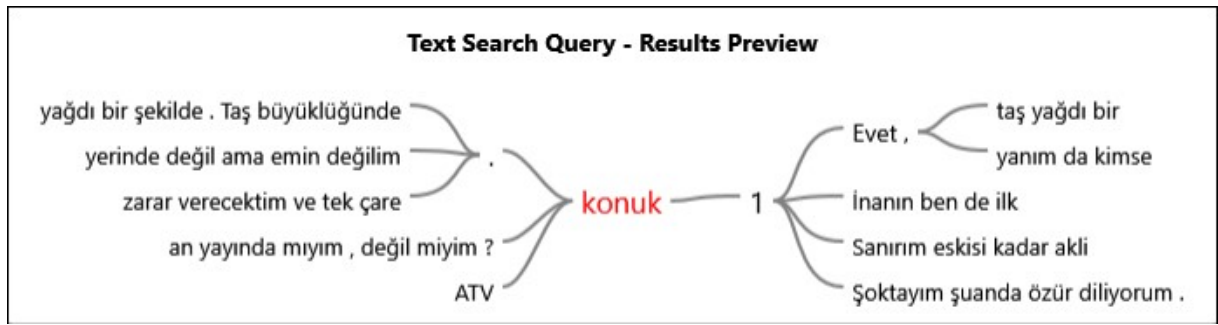 Text Search Query - Results Preview
yağdı bir şekilde . Taş büyüklüğünde
yerinde değil ama emin değilim
zarar verecektim ve tek çare
.
an yayında mıyım , değil miyim ?
ATV
konuk
1
Evet ,
taş yağdı bir
yanım da kimse
İnanın ben de ilk
Sanırım eskisi kadar akli
Şoktayım şuanda özür diliyorum .